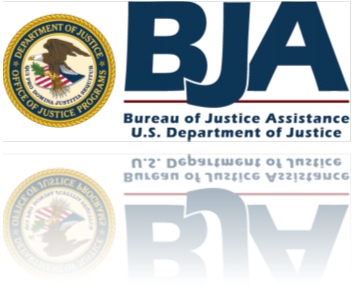 DEPARTMENT OF JUSTICE
OFFICE OF JUSTICE PROGRAMS
BJA
Bureau of Justice Assistance
U.S. Department of Justice